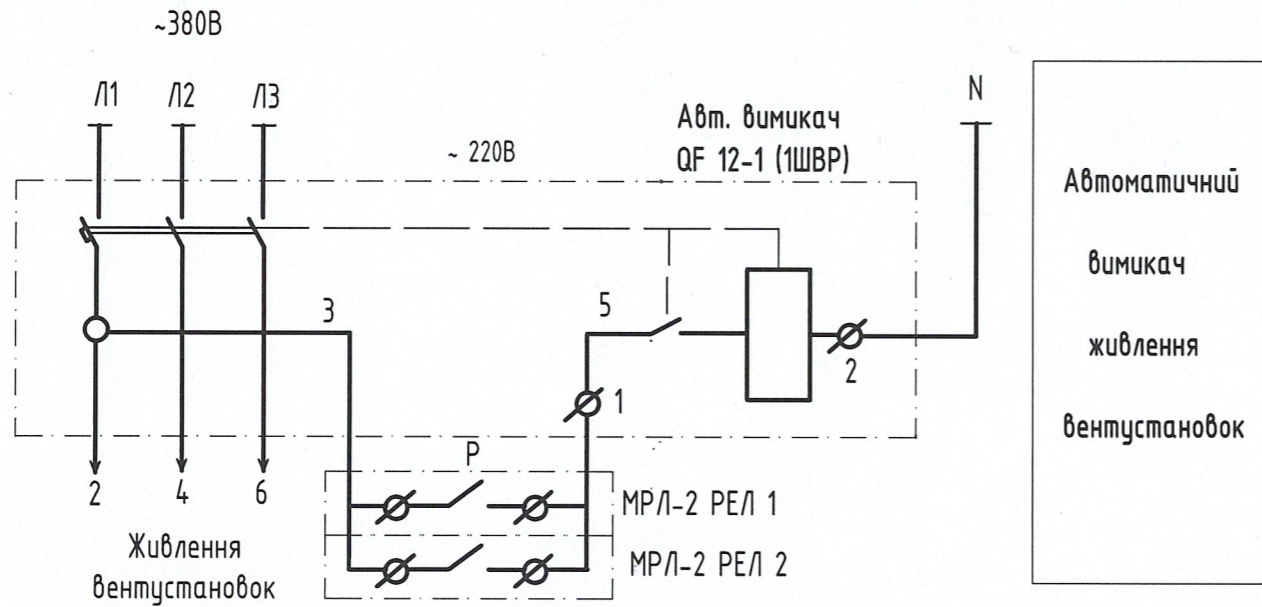 ~380В
Л1 Л2 Л3
~ 220В
Авт. вимикач
QF 12-1 (1ШВР)
N
3
5
1
2
2 4 6
Живлення
вентустановок
Р
МРЛ-2 РЕЛ 1
МРЛ-2 РЕЛ 2
Автоматичний
вимикач
живлення
вентустановок